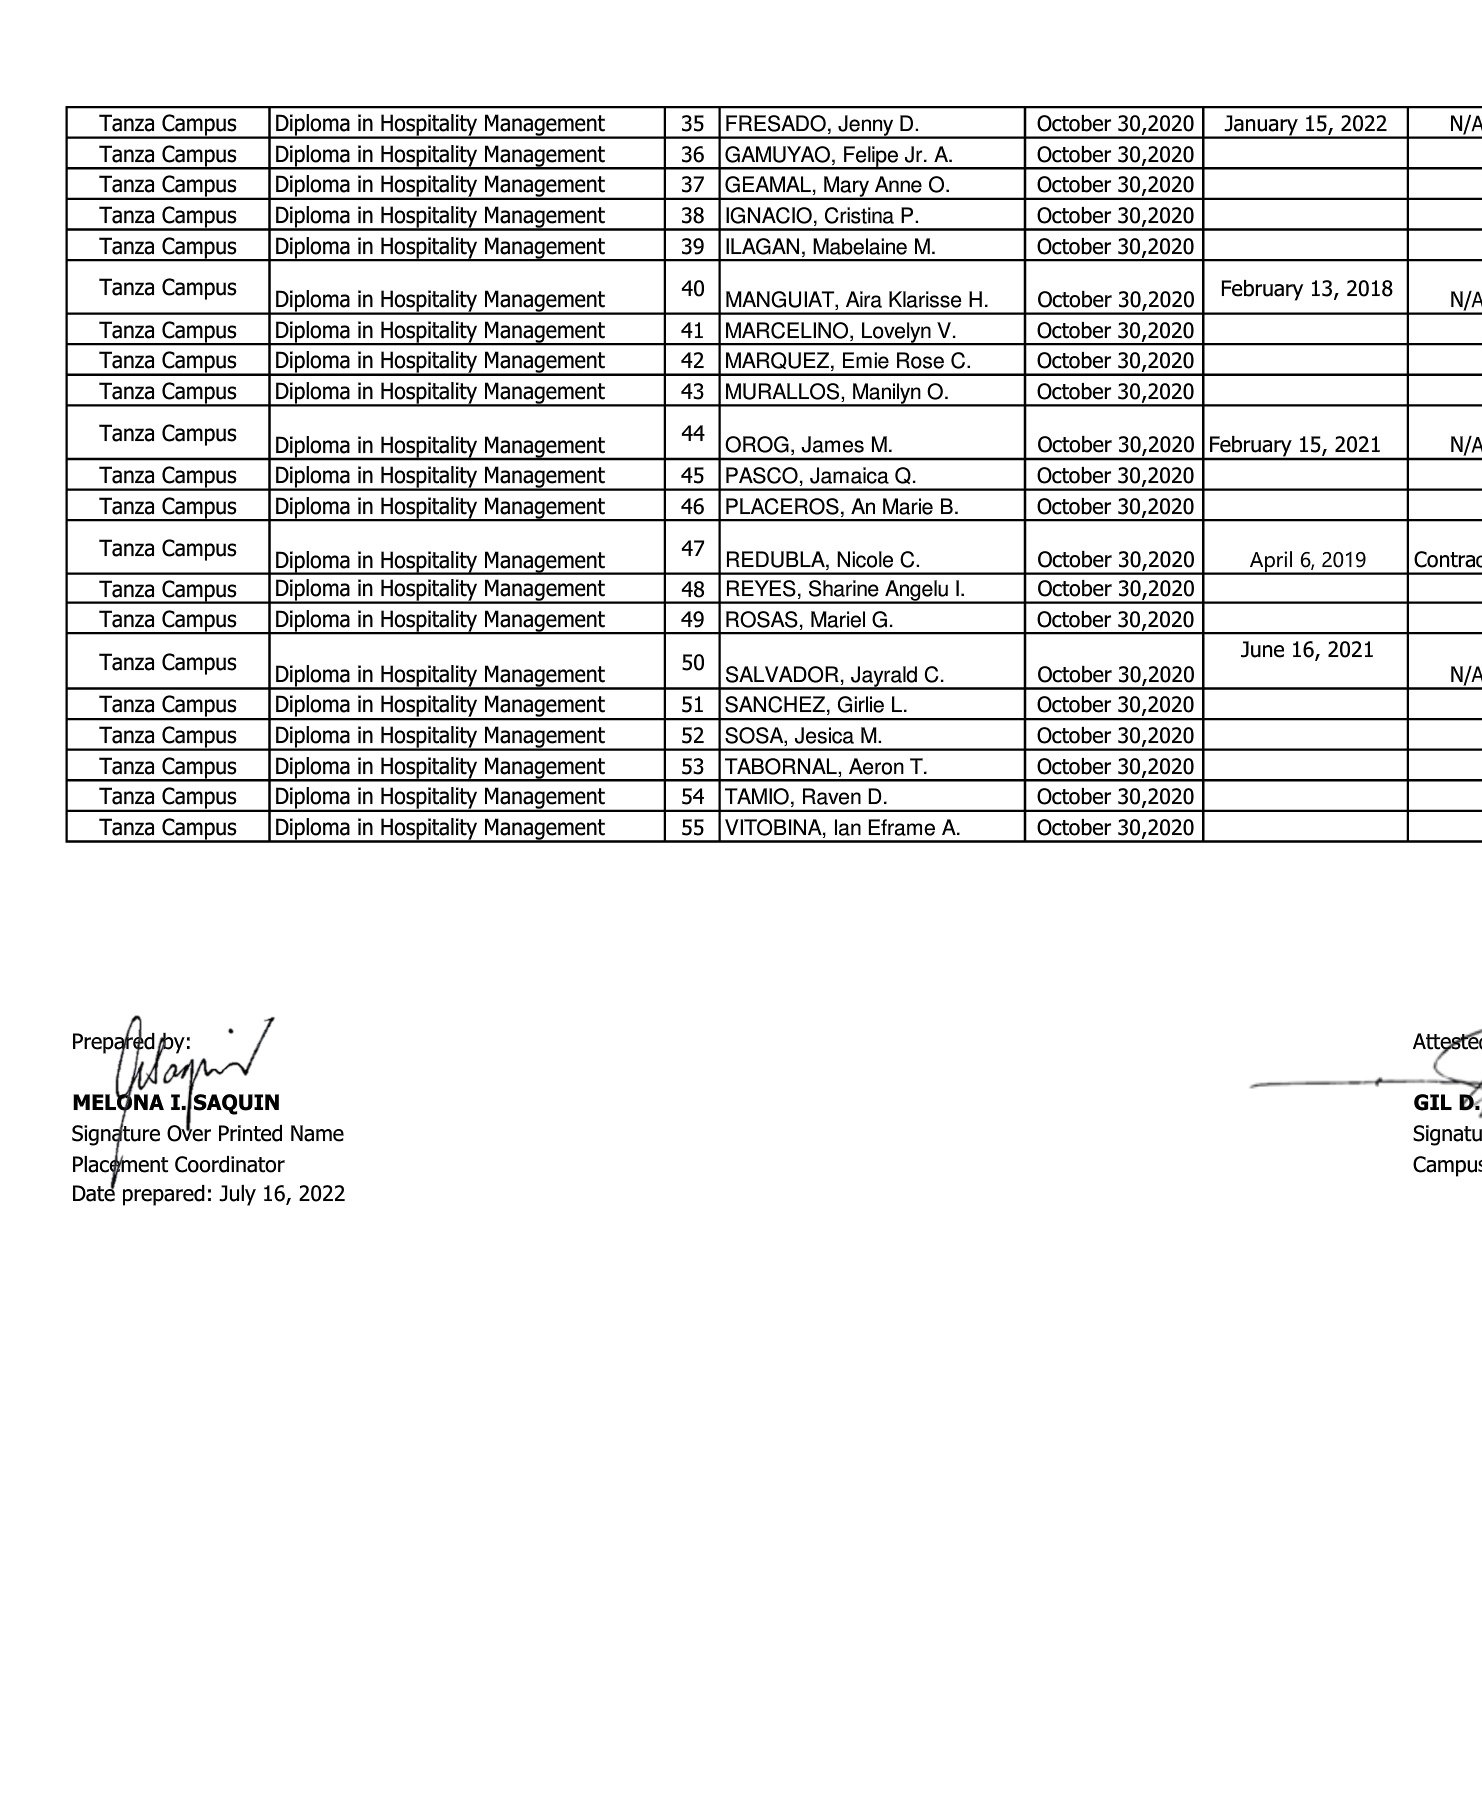 Tanza Campus Diploma in Hospitality Management 35 FRESADO, Jenny D. October 30,2020 January 15, 2022 N/A
Tanza Campus Diploma in Hospitality Management 36 GAMUYAO, Felipe Jr. A. October 30,2020
Tanza Campus Diploma in Hospitality Management 37 GEAMAL, Mary Anne O. October 30,2020
Tanza Campus Diploma in Hospitality Management 38 IGNACIO, Cristina P. October 30,2020
Tanza Campus Diploma in Hospitality Management 39 ILAGAN, Mabelaine M. October 30,2020
Tanza Campus Diploma in Hospitality Management 40 MANGUIAT, Aira Klarisse H. October 30,2020 February 13, 2018 N/A
Tanza Campus Diploma in Hospitality Management 41 MARCELINO, Lovelyn V. October 30,2020
Tanza Campus Diploma in Hospitality Management 42 MARQUEZ, Emie Rose C. October 30,2020
Tanza Campus Diploma in Hospitality Management 43 MURALLOS, Manilyn O. October 30,2020
Tanza Campus Diploma in Hospitality Management 44 OROG, James M. October 30,2020 February 15, 2021 N/A
Tanza Campus Diploma in Hospitality Management 45 PASCO, Jamaica Q. October 30,2020
Tanza Campus Diploma in Hospitality Management 46 PLACEROS, An Marie B. October 30,2020
Tanza Campus Diploma in Hospitality Management 47 REDUBLA, Nicole C. October 30,2020 April 6, 2019 Contrac
Tanza Campus Diploma in Hospitality Management 48 REYES, Sharine Angelu I. October 30,2020
Tanza Campus Diploma in Hospitality Management 49 ROSAS, Mariel G. October 30,2020
Tanza Campus Diploma in Hospitality Management 50 SALVADOR, Jayrald C. October 30,2020 June 16, 2021 N/A
Tanza Campus Diploma in Hospitality Management 51 SANCHEZ, Girlie L. October 30,2020
Tanza Campus Diploma in Hospitality Management 52 SOSA, Jesica M. October 30,2020
Tanza Campus Diploma in Hospitality Management 53 TABORNAL, Aeron T. October 30,2020
Tanza Campus Diploma in Hospitality Management 54 TAMIO, Raven D. October 30,2020
Tanza Campus Diploma in Hospitality Management 55 VITOBINA, Ian Eframe A. October 30,2020
Prepared by: Attested
MELONA I. SAQUIN GIL D.
Signature Over Printed Name Signatu
Placement Coordinator Campus
Date prepared: July 16, 2022